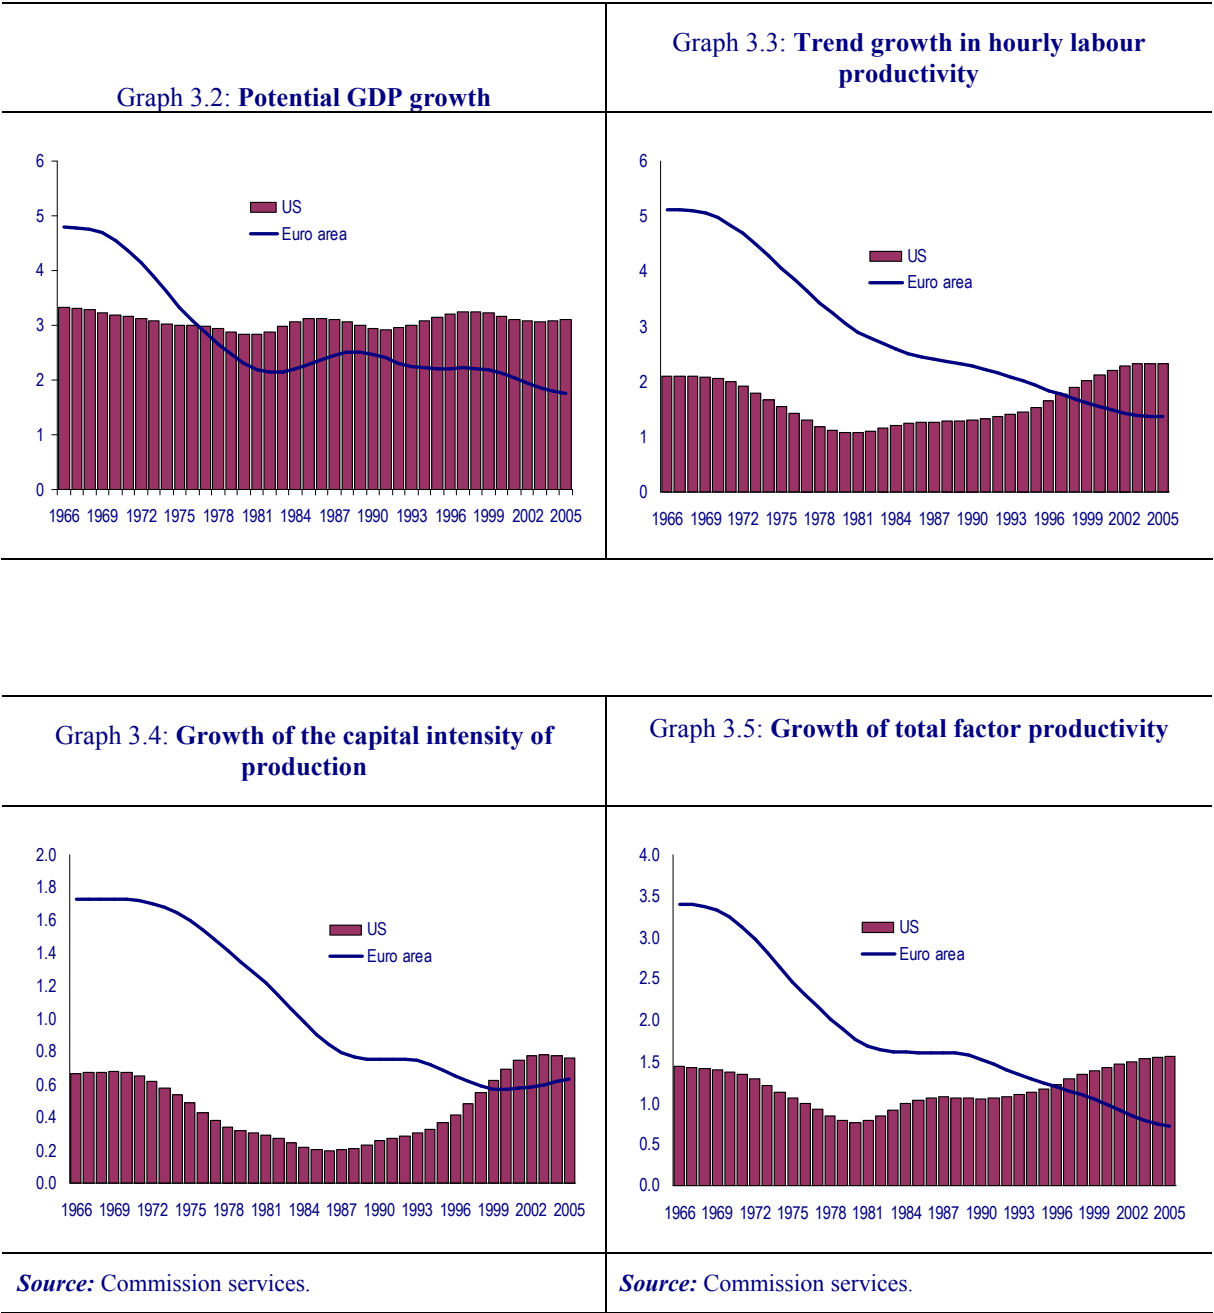 Graph 3.2: Potential GDP growth
Graph 3.3: Trend growth in hourly labour
productivity
6
5
4
3
2
1
0
US
Euro area
1966 1969 1972 1975 1978 1981 1984 1987 1990 1993 1996 1999 2002 2005
6
5
4
3
2
1
0
US
Euro area
1966 1969 1972 1975 1978 1981 1984 1987 1990 1993 1996 1999 2002 2005
Graph 3.4: Growth of the capital intensity of
production
Graph 3.5: Growth of total factor productivity
2.0
1.8
1.6
1.4
1.2
1.0
0.8
0.6
0.4
0.2
0.0
US
Euro area
1966 1969 1972 1975 1978 1981 1984 1987 1990 1993 1996 1999 2002 2005
4.0
3.5
3.0
2.5
2.0
1.5
1.0
0.5
0.0
US
Euro area
1966 1969 1972 1975 1978 1981 1984 1987 1990 1993 1996 1999 2002 2005
Source: Commission services.
Source: Commission services.